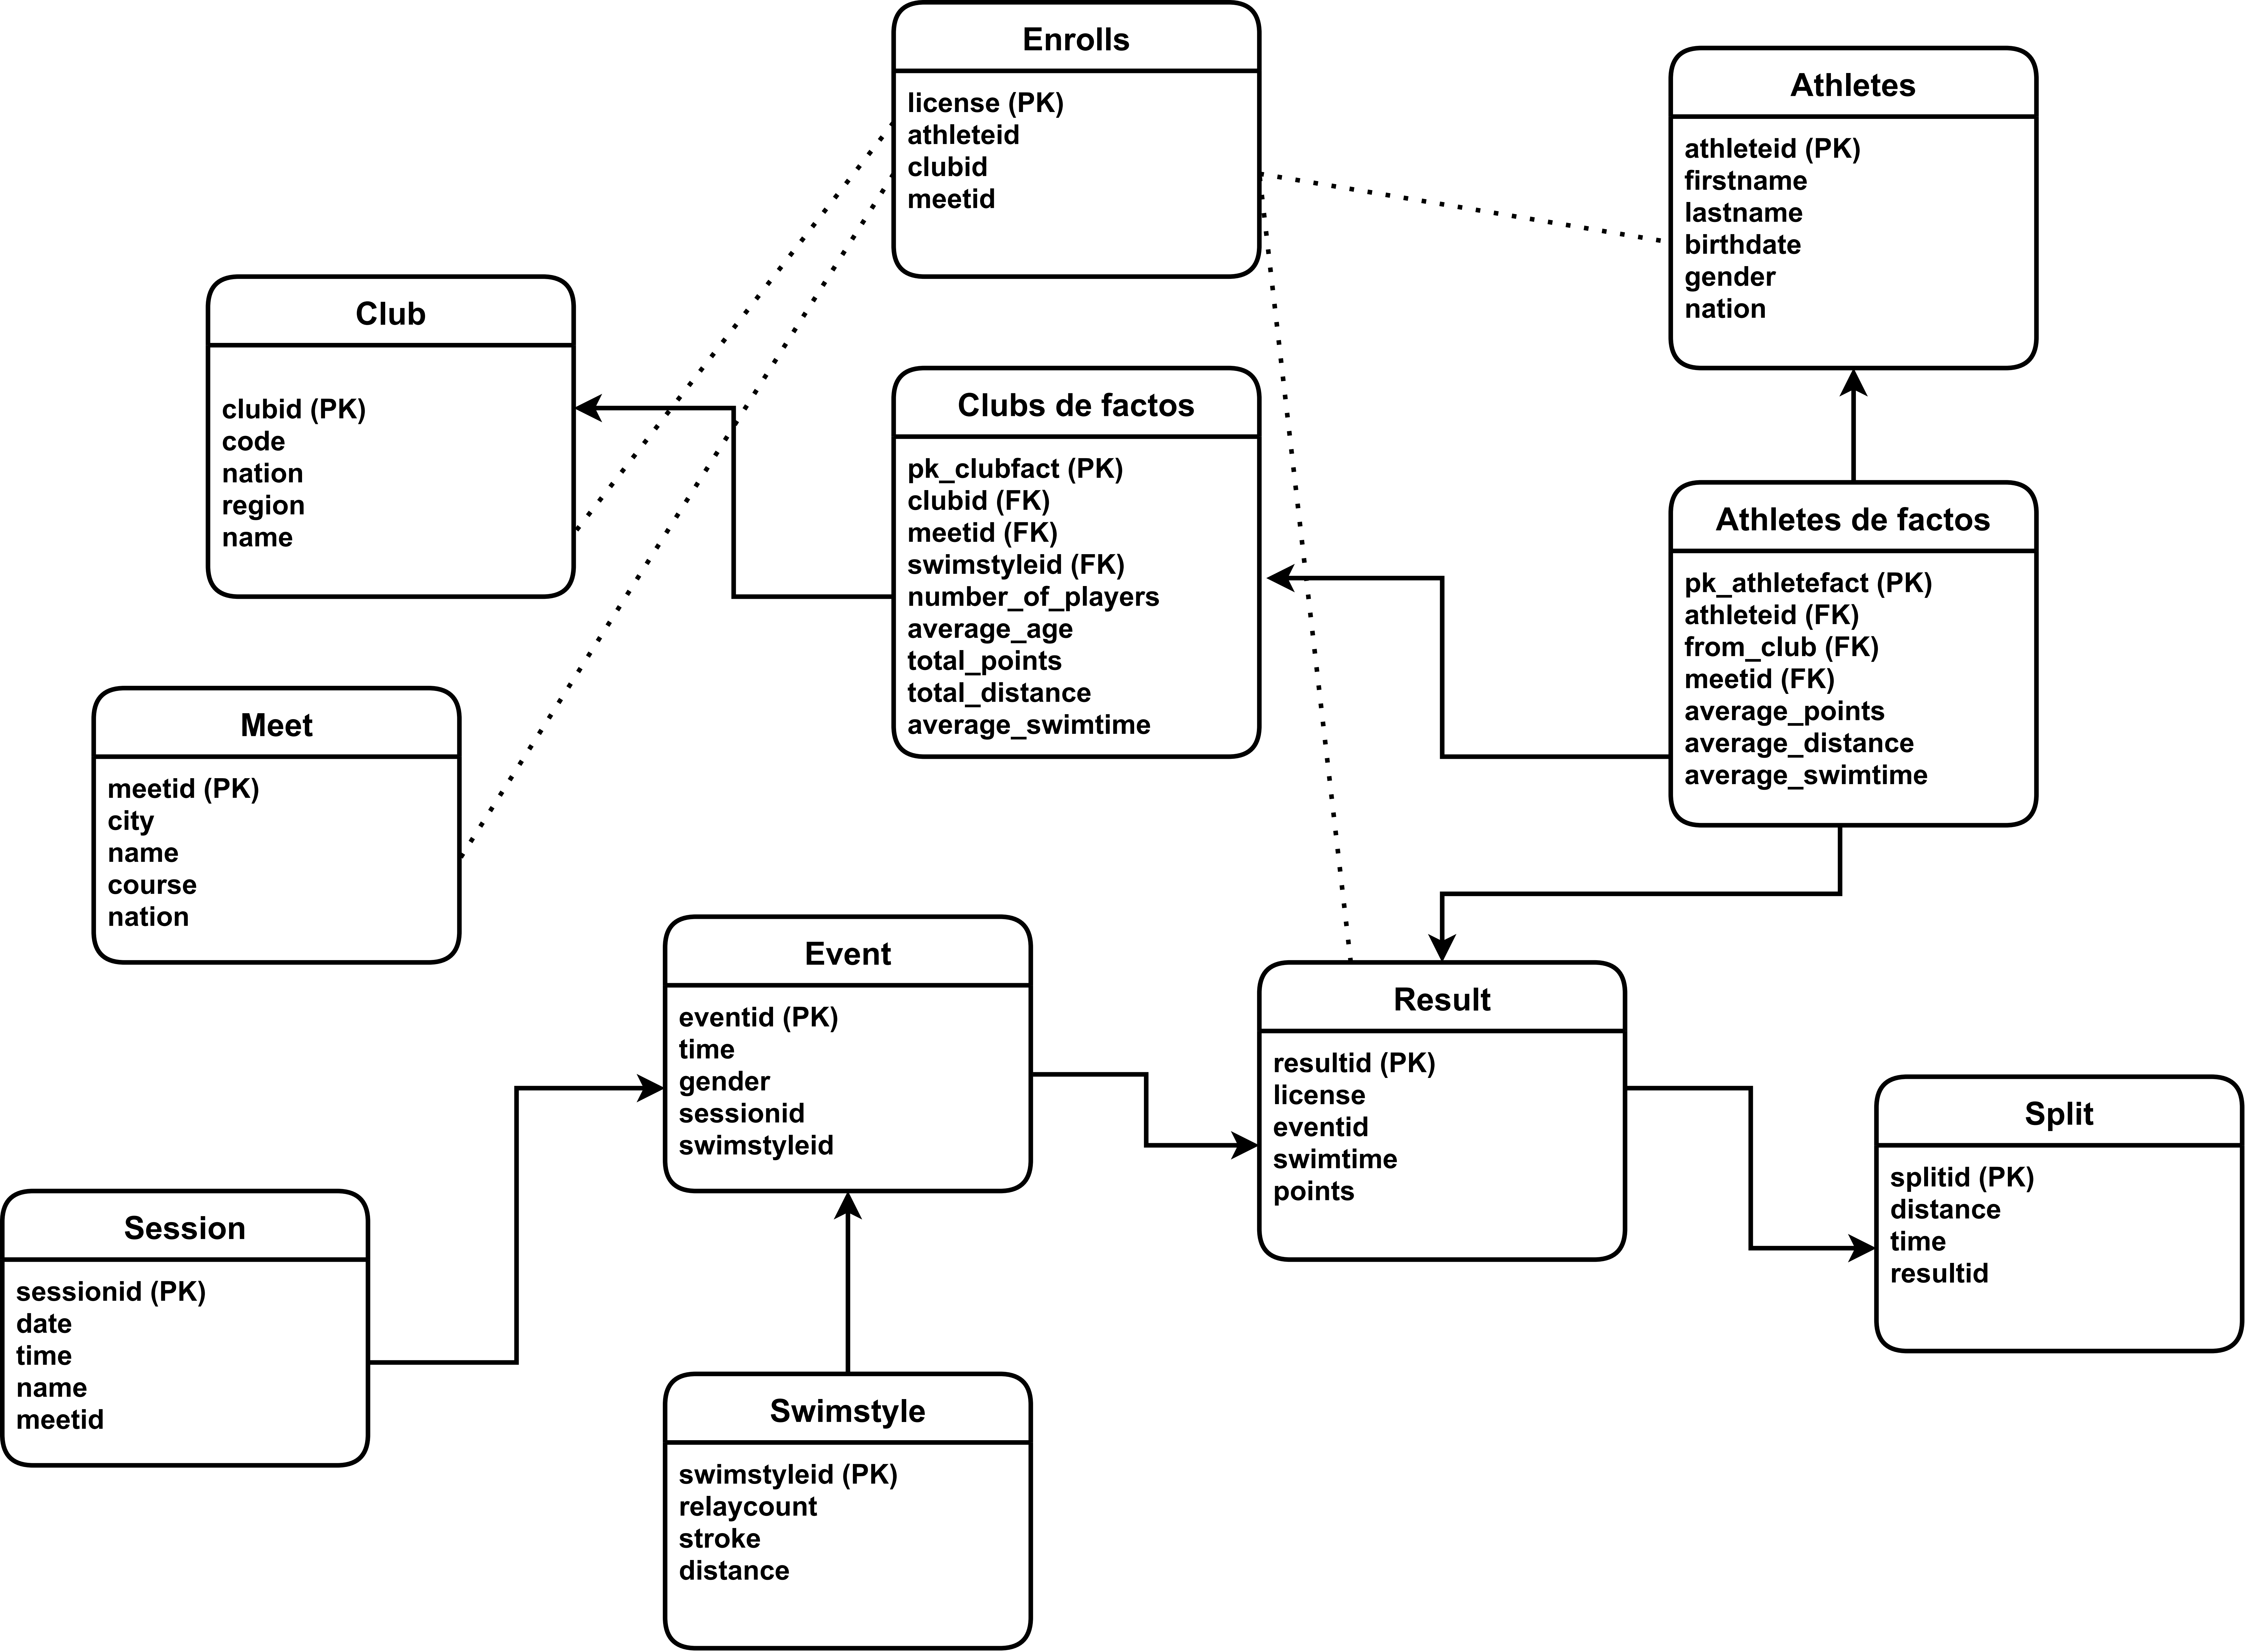 Enrolls
license (PK)
athleteid
clubid
meetid
Athletes
athleteid (PK)
firstname
lastname
birthdate
gender
nation
Club
clubid (PK)
code
nation
region
name
Clubs de factos
pk_clubfact (PK)
clubid (FK)
meetid (FK)
swimstyleid (FK)
number_of_players
average_age
total_points
total_distance
average_swimtime
Athletes de factos
pk_athletefact (PK)
athleteid (FK)
from_club (FK)
meetid (FK)
average_points
average_distance
average_swimtime
Meet
meetid (PK)
city
name
course
nation
Event
eventid (PK)
time
gender
sessionid
swimstyleid
Result
resultid (PK)
license
eventid
swimtime
points
Split
splitid (PK)
distance
time
resultid
Session
sessionid (PK)
date
time
name
meetid
Swimstyle
swimstyleid (PK)
relaycount
stroke
distance